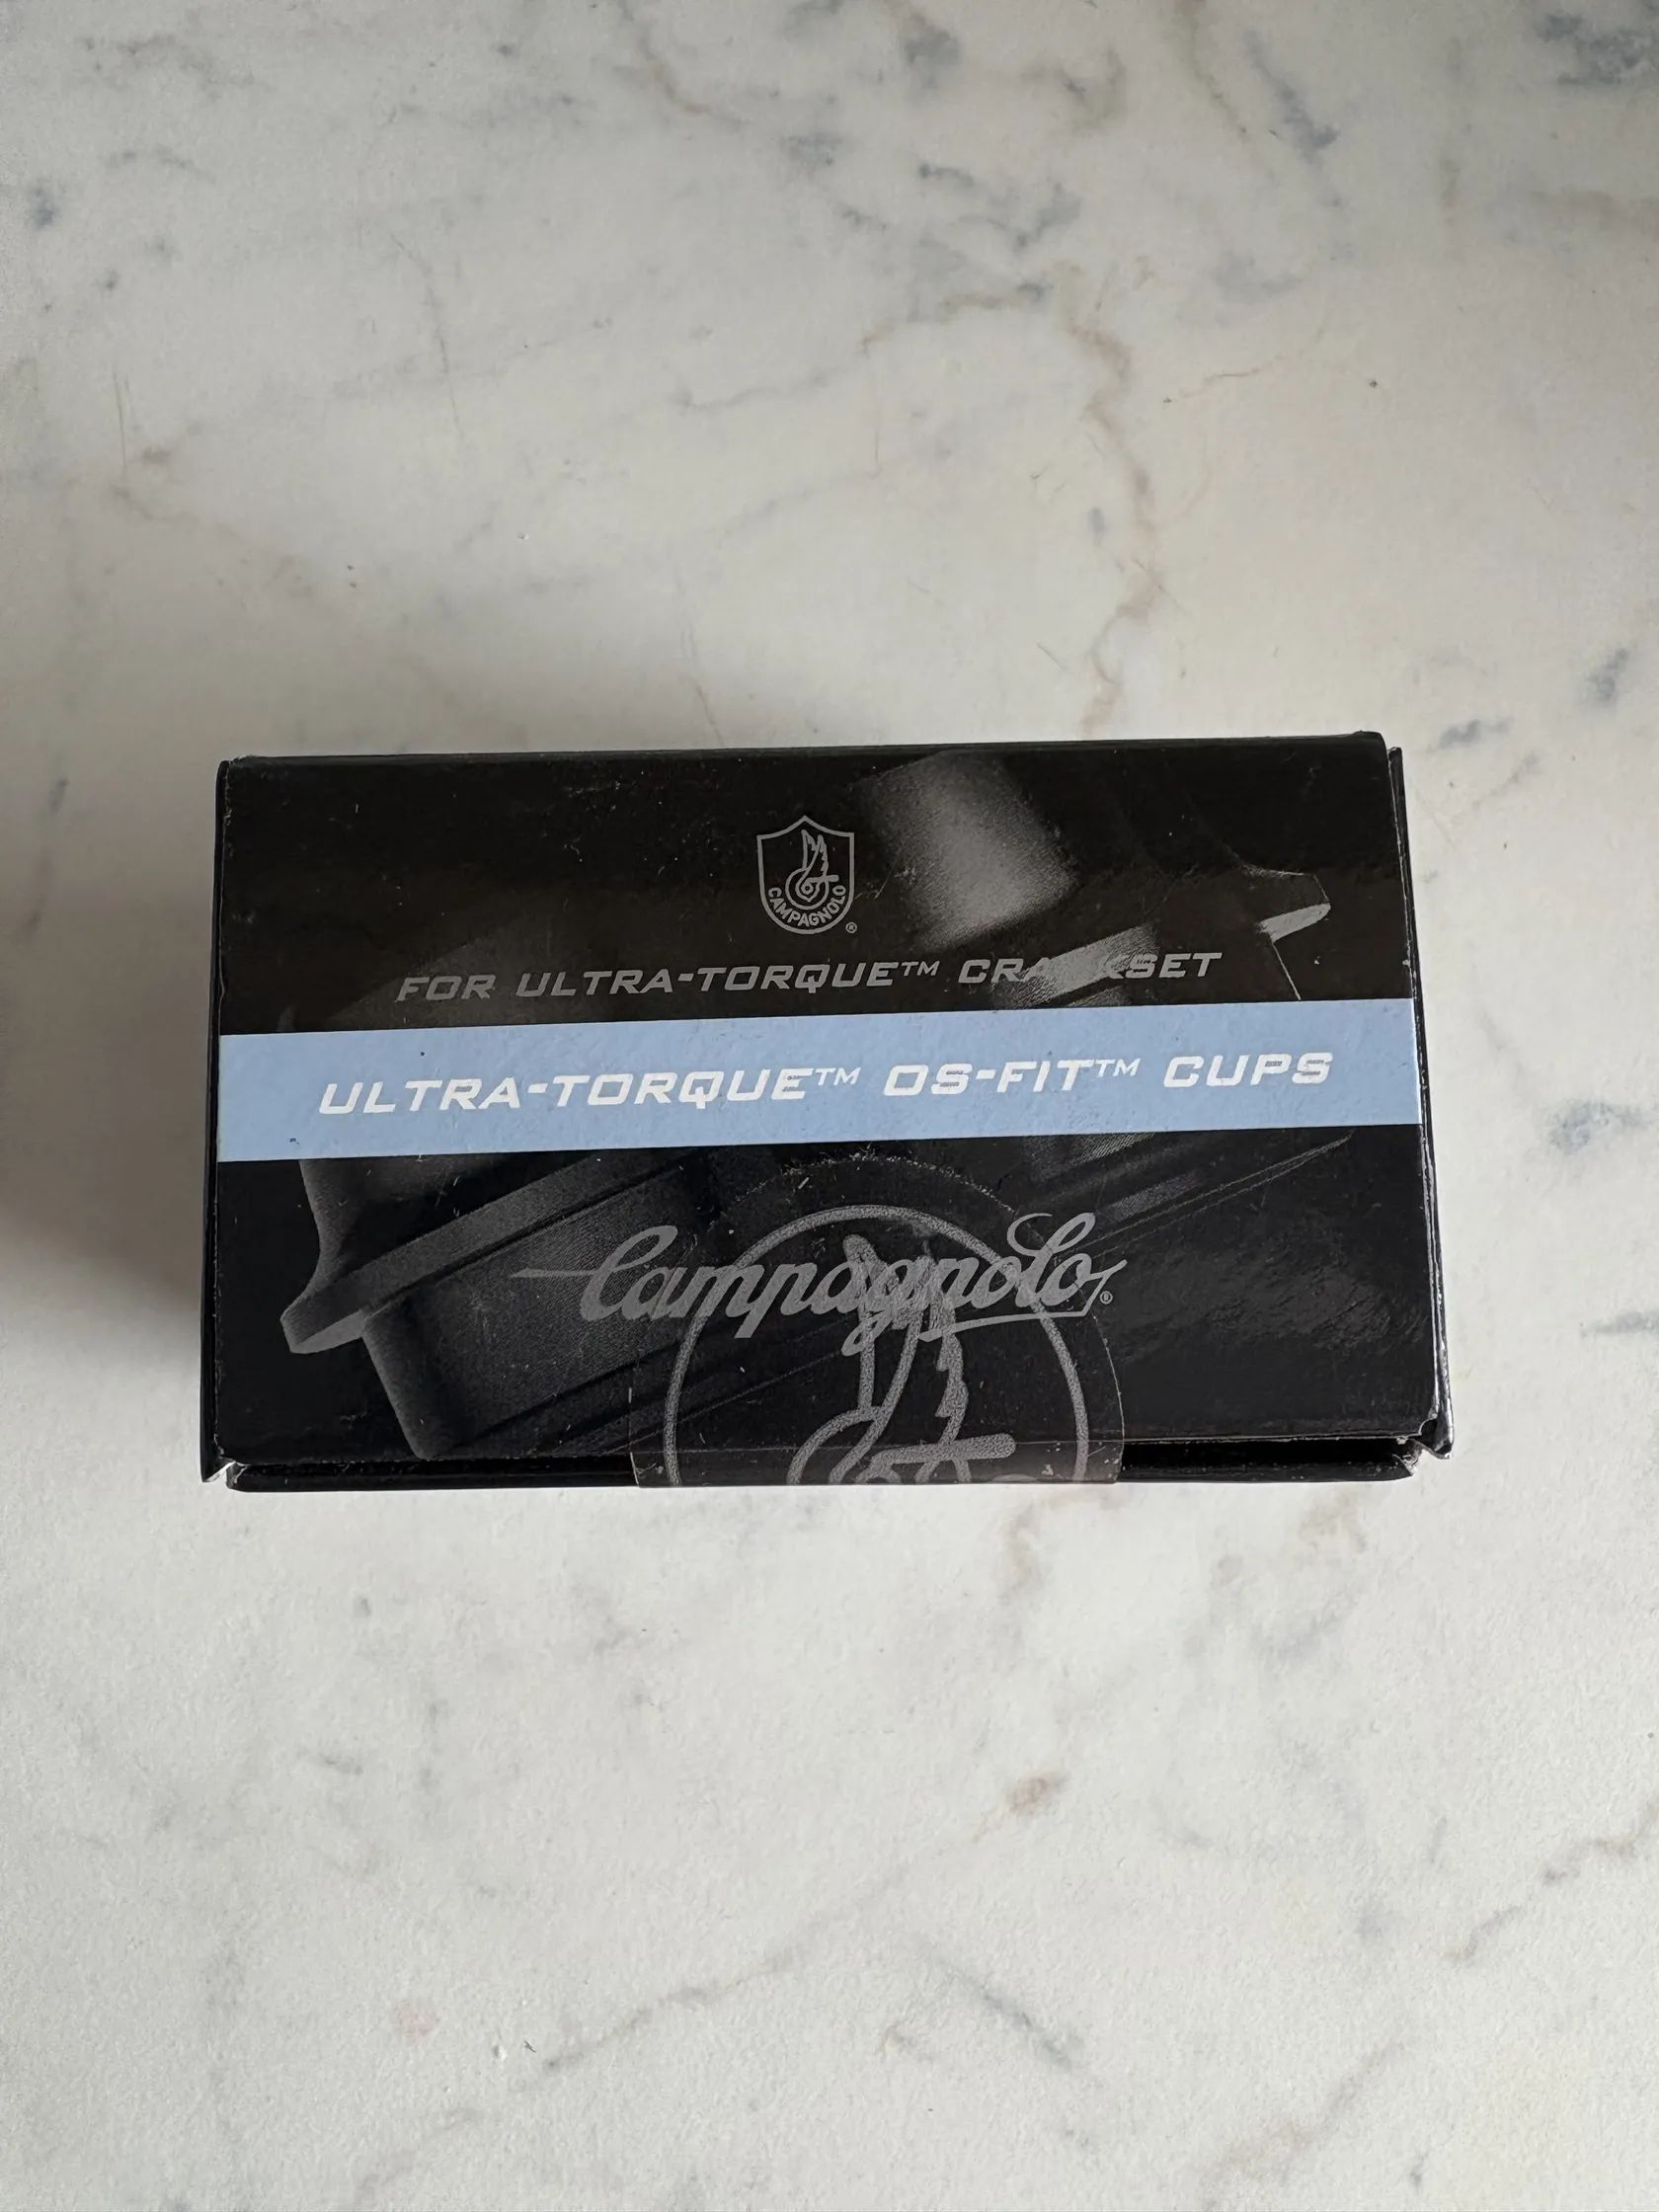 CAMPAGNOLO®
FOR ULTRA-TORQUE™ CRANKSET
ULTRA-TORQUE™ OS-FIT™ CUPS
Campagnolo®